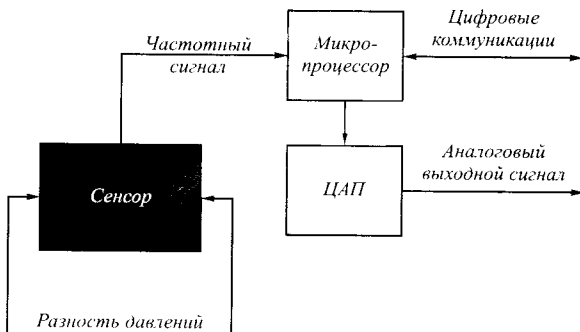 Частотный
сигнал
Микро-
процессор
Цифровые
коммуникации
Сенсор
ЦАП
Аналоговый
выходной сигнал
Разность давлений